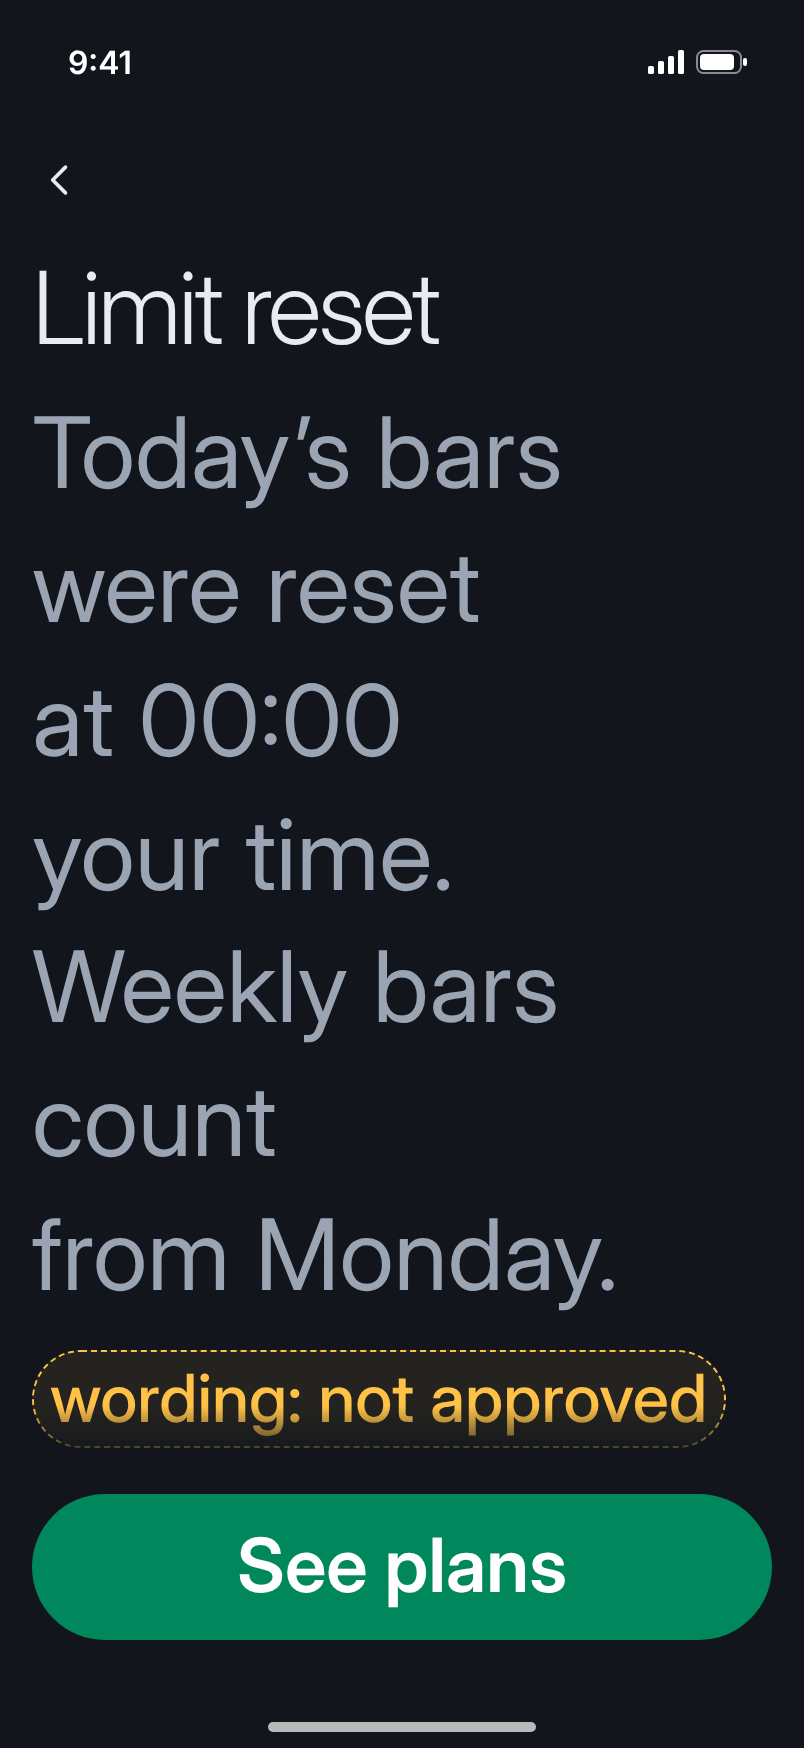 9:41
Limit reset
Today’s bars
were reset
at 00:00
your time.
Weekly bars
count
from Monday.
wording: not approved
See plans